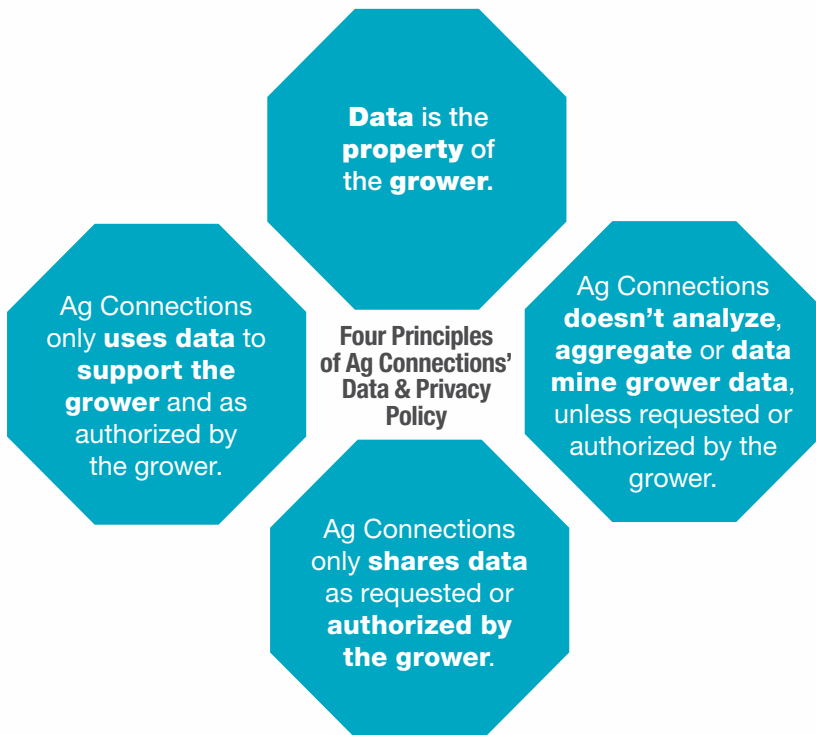 Data is the
property of
the grower.
Ag Connections
only uses data to
support the
grower and as
authorized by
the grower.
Four Principles
of Ag Connections’
Data & Privacy
Policy
Ag Connections
doesn’t analyze,
aggregate or data
mine grower data,
unless requested or
authorized by the
grower.
Ag Connections
only shares data
as requested or
authorized by
the grower.